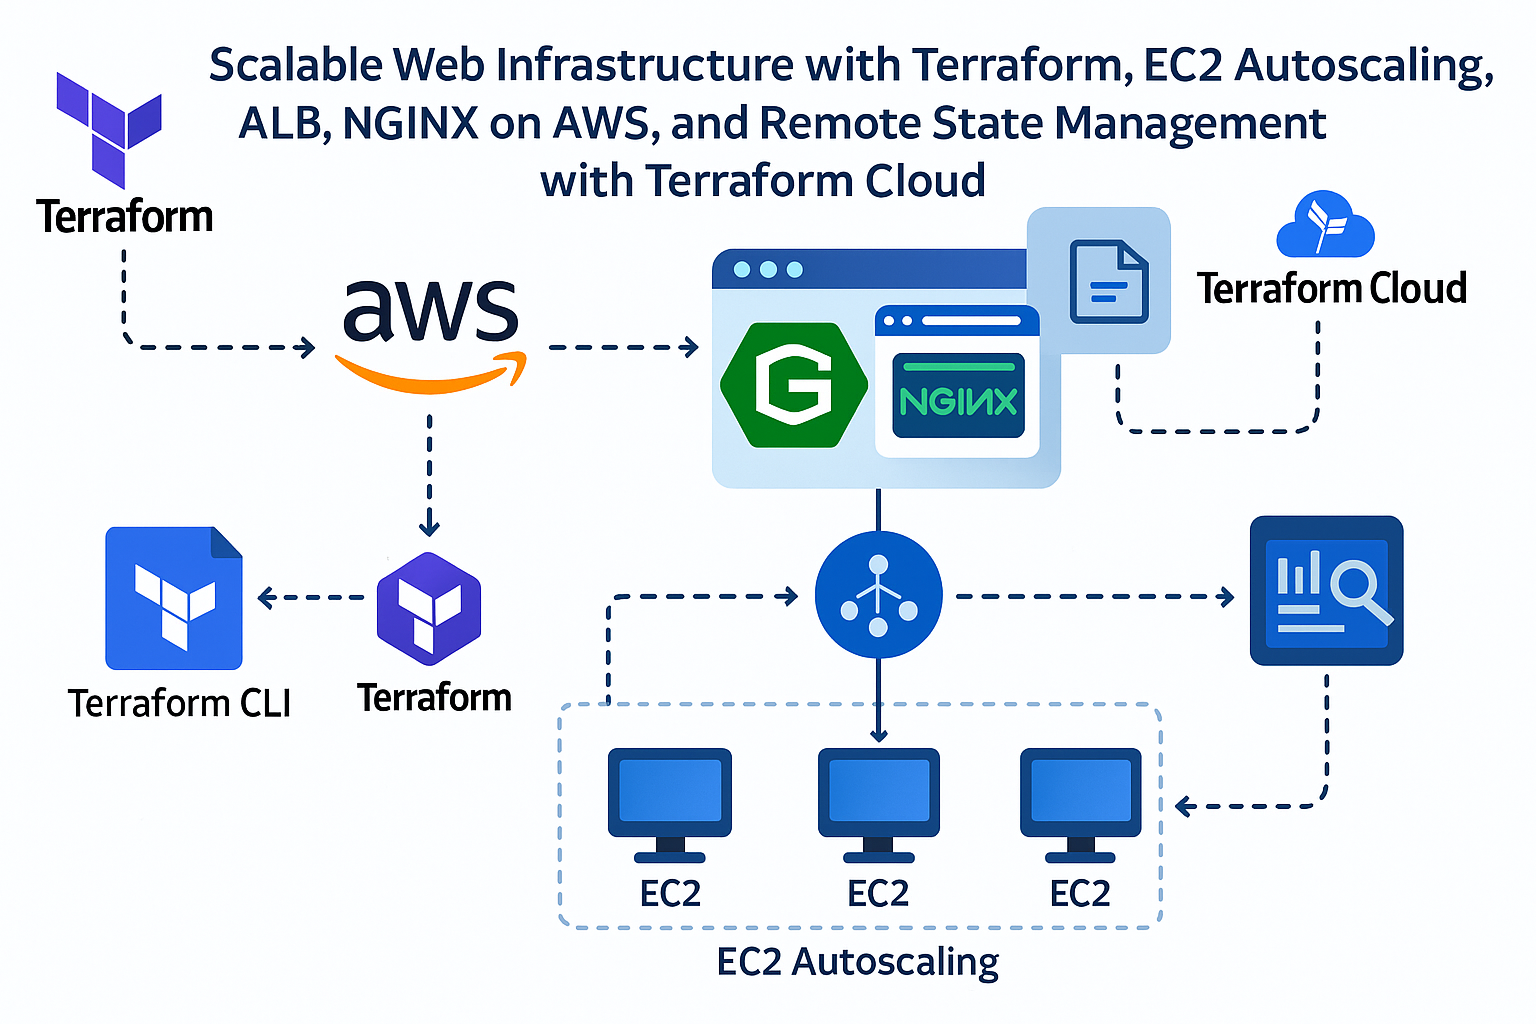 Scalable Web Infrastructure with Terraform, EC2 Autoscaling,
ALB, NGINX on AWS, and Remote State Management
with Terraform Cloud
Terraform
aws
G
NGINX
Terraform Cloud
Terraform CLI
Terraform
EC2
EC2
EC2
EC2 Autoscaling